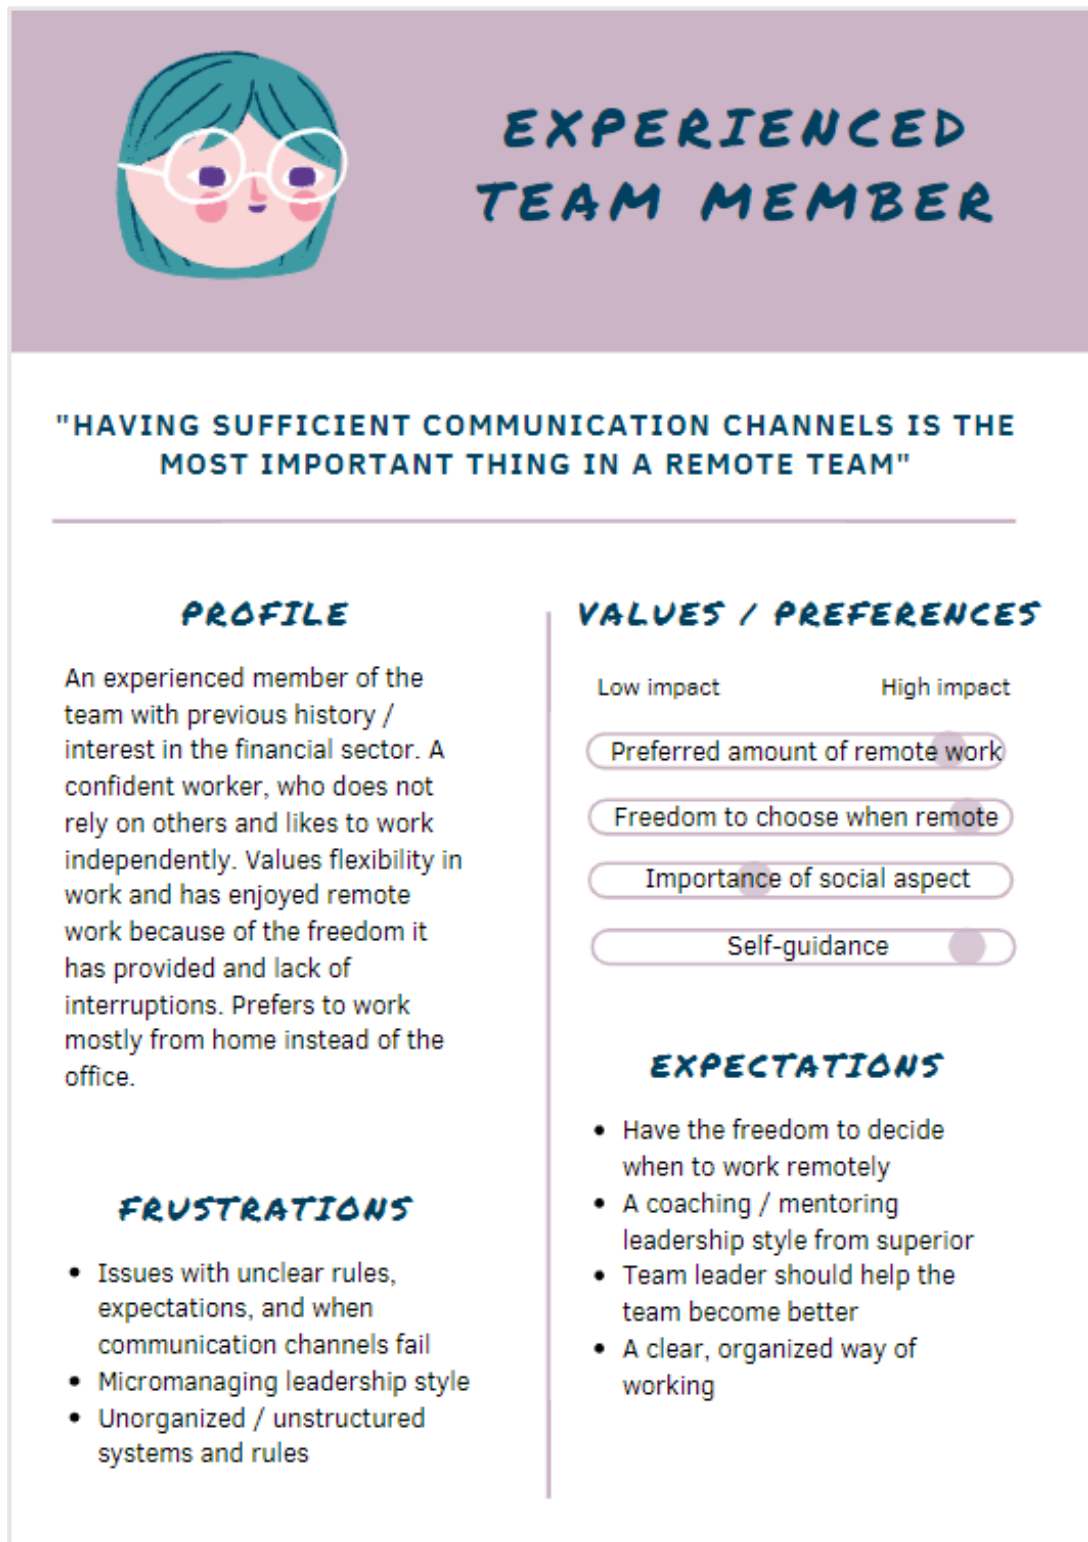 EXPERIENCED
TEAM MEMBER
"HAVING SUFFICIENT COMMUNICATION CHANNELS IS THE
MOST IMPORTANT THING IN A REMOTE TEAM"
PROFILE
An experienced member of the
team with previous history /
interest in the financial sector. A
confident worker, who does not
rely on others and likes to work
independently. Values flexibility in
work and has enjoyed remote
work because of the freedom it
has provided and lack of
interruptions. Prefers to work
mostly from home instead of the
office.
FRUSTRATIONS
• Issues with unclear rules,
expectations, and when
communication channels fail
• Micromanaging leadership style
• Unorganized / unstructured
systems and rules
VALUES / PREFERENCES
Low impact High impact
Preferred amount of remote work
Freedom to choose when remote
Importance of social aspect
Self-guidance
EXPECTATIONS
• Have the freedom to decide
when to work remotely
• A coaching / mentoring
leadership style from superior
• Team leader should help the
team become better
• A clear, organized way of
working